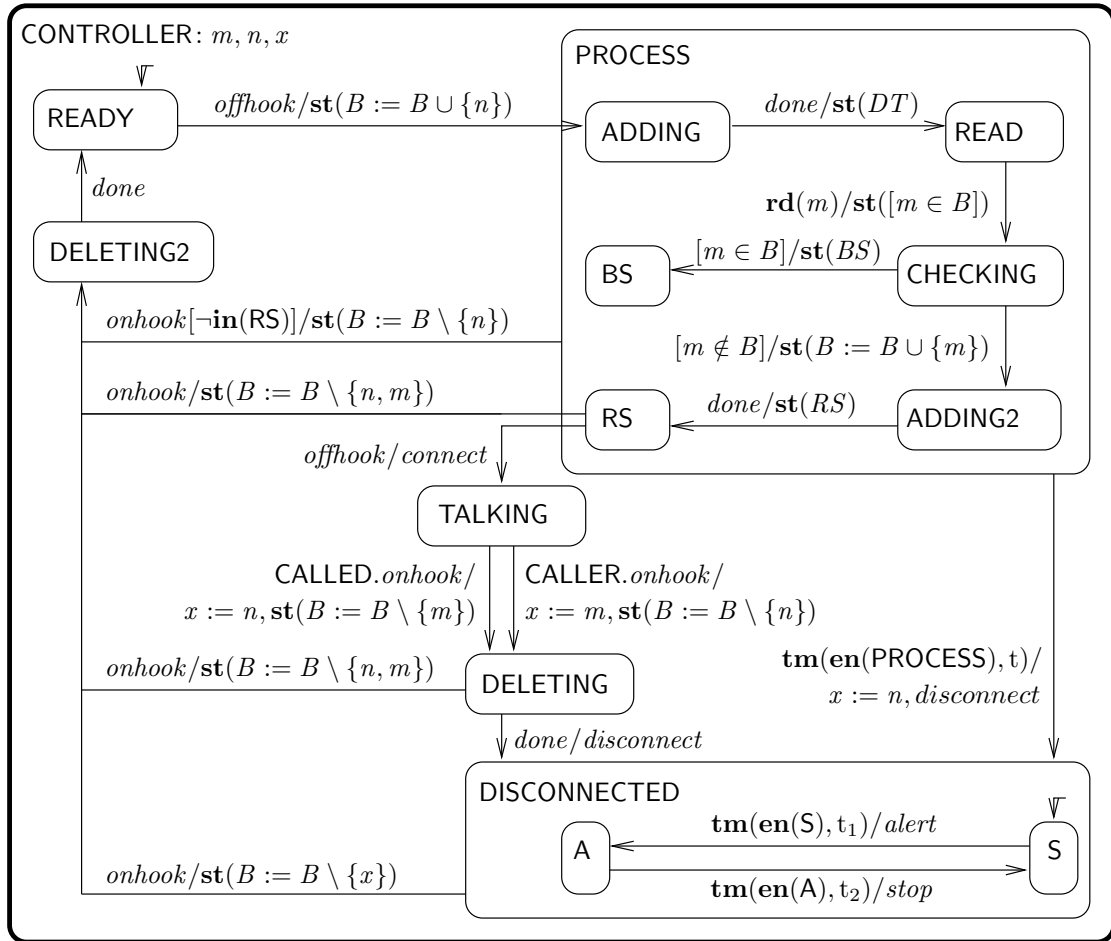 CONTROLLER: m, n, x
PROCESS
READY
offhook/st(B := B ∪ {n})
ADDING
done/st(DT)
READ
done
rd(m)/st([m ∈ B])
DELETING2
BS
[m ∈ B]/st(BS)
CHECKING
onhook[¬in(RS)]/st(B := B \ {n})
[m ∉ B]/st(B := B ∪ {m})
onhook/st(B := B \ {n, m})
RS
done/st(RS)
ADDING2
offhook/connect
TALKING
CALLED.onhook/
x := n, st(B := B \ {m})
CALLER.onhook/
x := m, st(B := B \ {n})
onhook/st(B := B \ {n, m})
DELETING
tm(en(PROCESS), t)/
x := n, disconnect
done/disconnect
DISCONNECTED
tm(en(S), t₁)/alert
A
S
tm(en(A), t₂)/stop
onhook/st(B := B \ {x})